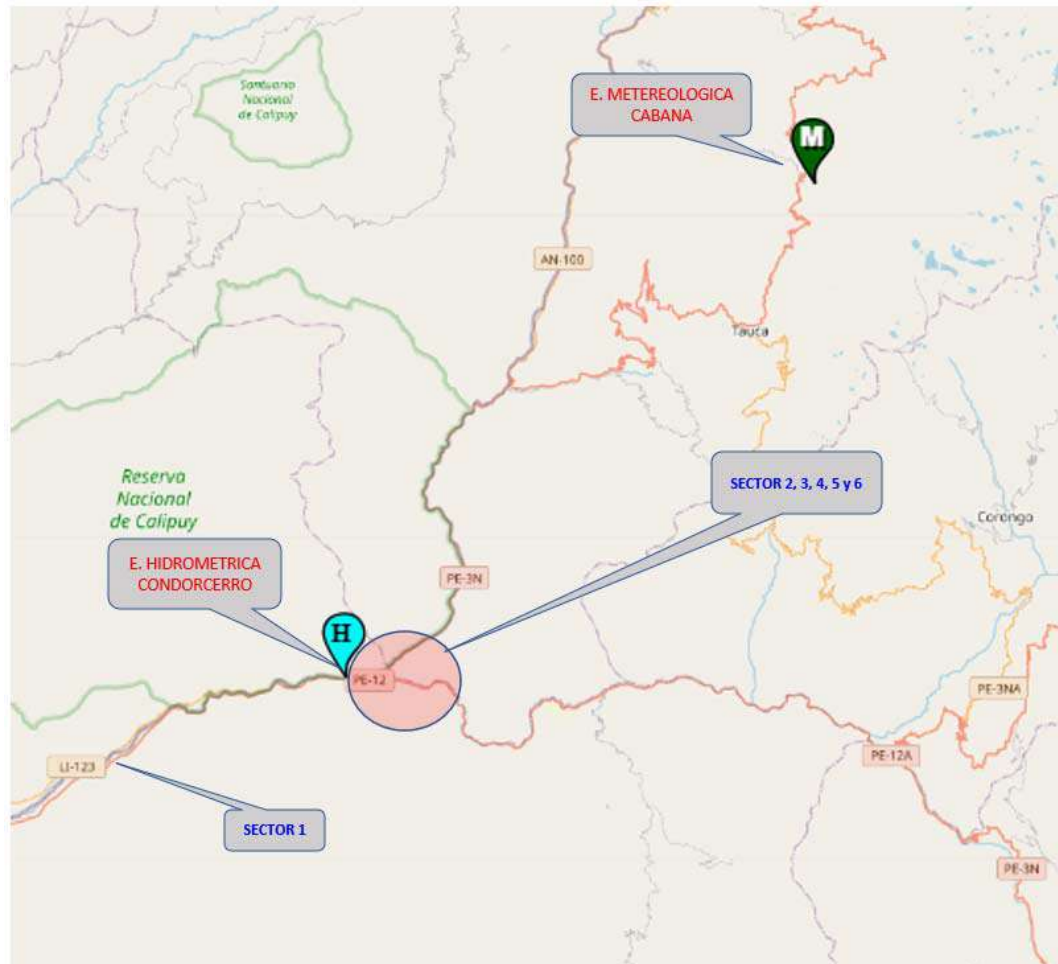 Santuario
Nacional
de Calipuy
E. METEREOLOGICA
CABANA
M
AN-100
Tauca
Reserva
Nacional
de Calipuy
SECTOR 2, 3, 4, 5 y 6
Corongo
E. HIDROMETRICA
CONDORCERRO
PE-3N
H
PE-12
PE-3NA
LI-123
PE-12A
SECTOR 1
PE-3N